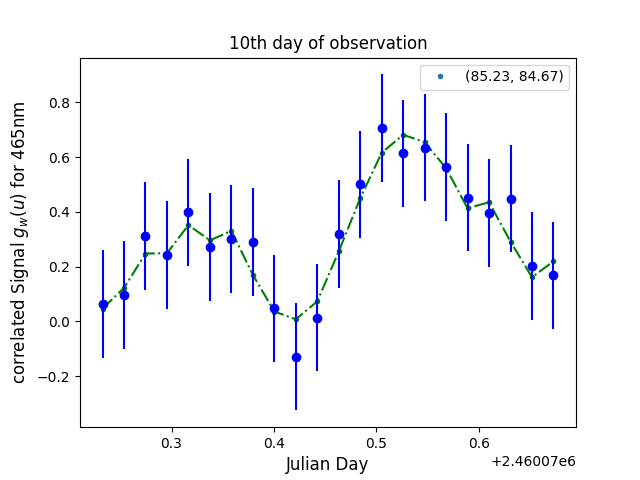 10th day of observation
(85.23, 84.67)
correlated Signal g_w(u) for 465nm
0.8
0.6
0.4
0.2
0.0
−0.2
0.3
0.4
0.5
0.6
Julian Day
+2.46007e6